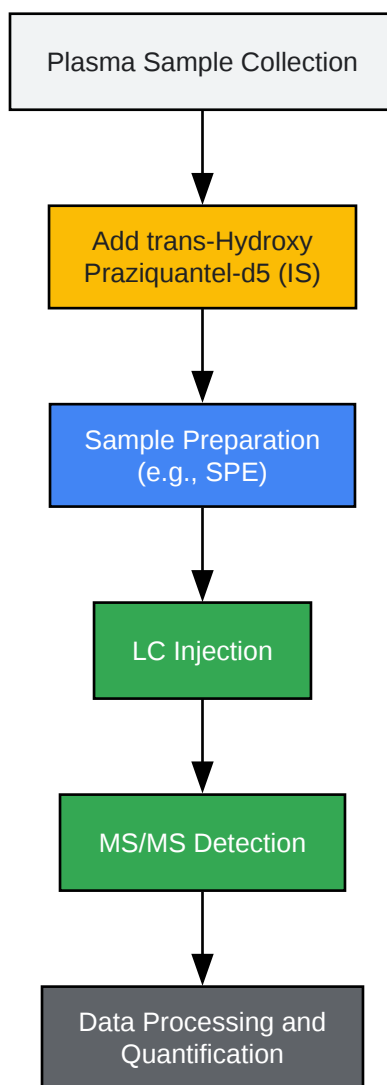 Plasma Sample Collection
Add trans-Hydroxy
Praziquantel-d5 (IS)
Sample Preparation
(e.g., SPE)
LC Injection
MS/MS Detection
Data Processing and
Quantification